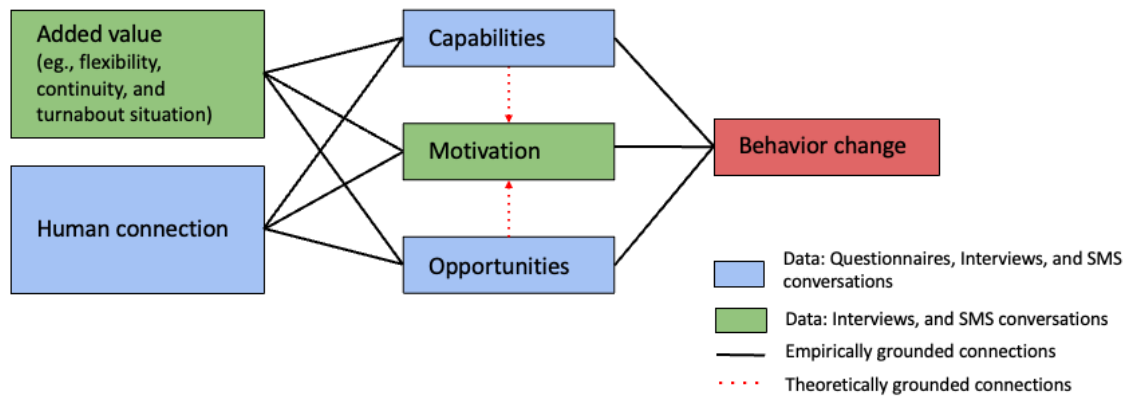 Added value
(eg., flexibility,
continuity, and
turnabout situation)
Human connection
Capabilities
Motivation
Opportunities
Behavior change
Data: Questionnaires, Interviews, and SMS
conversations
Data: Interviews, and SMS conversations
Empirically grounded connections
Theoretically grounded connections